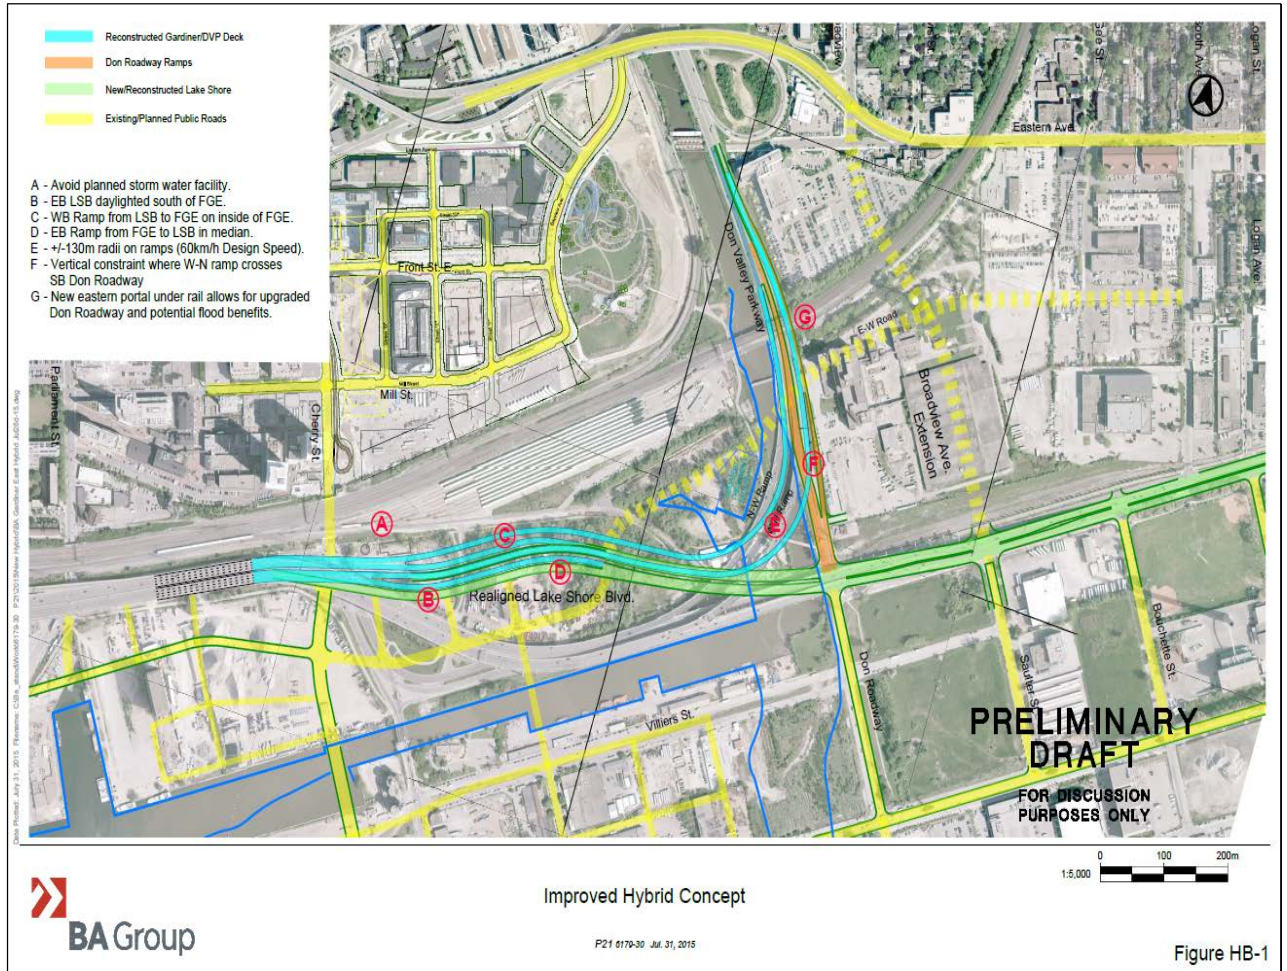 Reconstructed Gardiner/DVP Deck
Don Roadway Ramps
New/Reconstructed Lake Shore
Existing/Planned Public Roads
A - Avoid planned storm water facility.
B - EB LSB daylighted south of FGE.
C - WB Ramp from LSB to FGE on inside of FGE.
D - EB Ramp from FGE to LSB in median.
E - +/-130m radii on ramps (60km/h Design Speed).
F - Vertical constraint where W-N ramp crosses
SB Don Roadway
G - New eastern portal under rail allows for upgraded
Don Roadway and potential flood benefits.
Logan St.
Eastern Ave.
Logan Ave.
Don Valley Parkway
Front St. E.
G
E-W Road
Broadview Ave.
Extension
Mill Street
Mill St.
Parliament St.
Cherry St.
F
N-W Ramp
Ramp
A
C
D
B
Realigned Lake Shore Blvd.
Bouchette St.
Don Roadway
Villiers St.
PRELIMINARY
DRAFT
FOR DISCUSSION
PURPOSES ONLY
0 100 200m
1:5,000
Improved Hybrid Concept
BA Group
P21 6179-30 Jul. 31, 2015
Figure HB-1